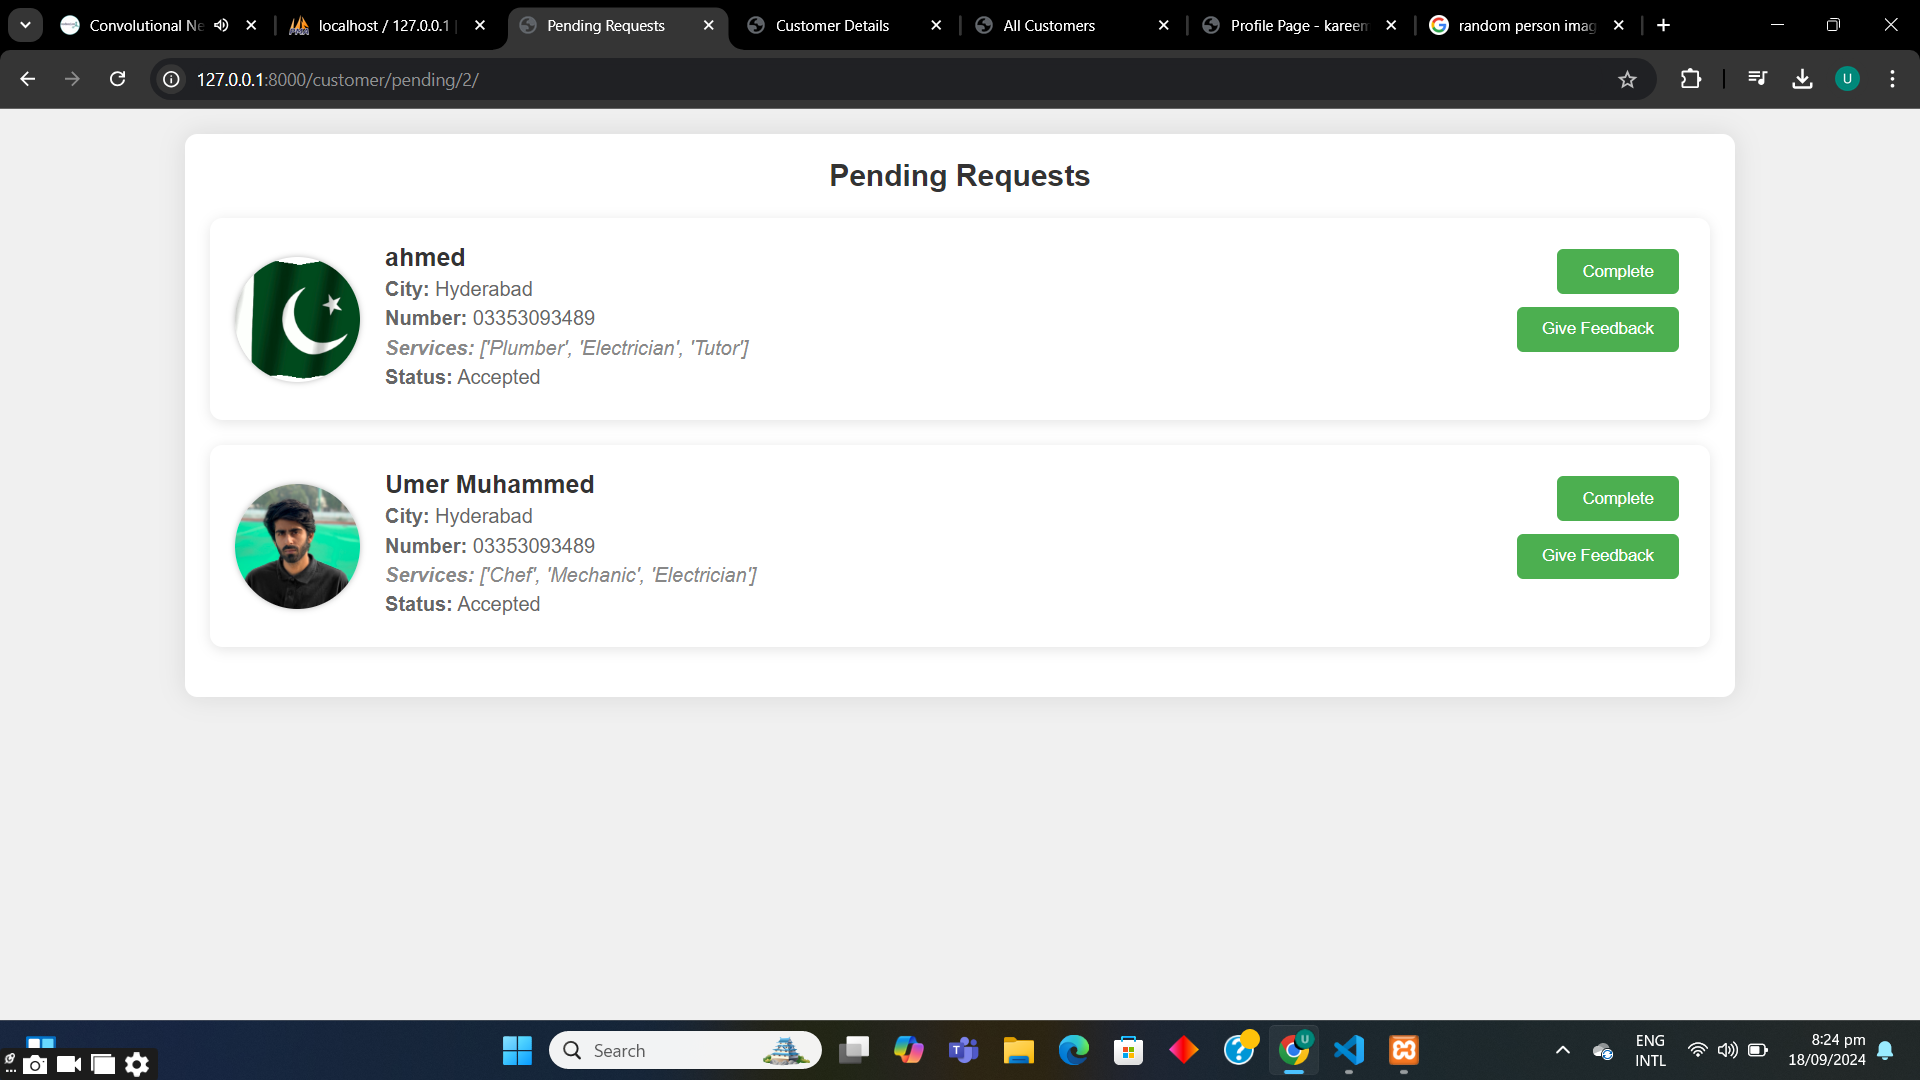 Convolutional Ne
localhost / 127.0.0.1 |
Pending Requests
Customer Details
All Customers
Profile Page - kareem
random person imag
127.0.0.1:8000/customer/pending/2/
U
Pending Requests
ahmed
City: Hyderabad
Number: 03353093489
Services: ['Plumber', 'Electrician', 'Tutor']
Status: Accepted
Complete
Give Feedback
Umer Muhammed
City: Hyderabad
Number: 03353093489
Services: ['Chef', 'Mechanic', 'Electrician']
Status: Accepted
Complete
Give Feedback
Search
ENG
INTL
8:24 pm
18/09/2024